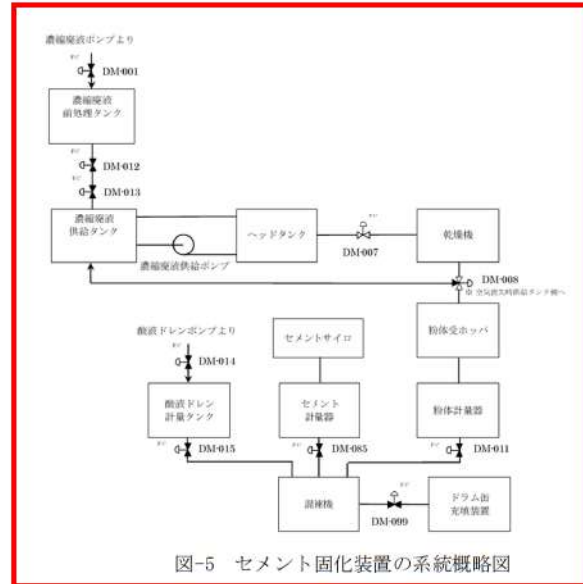 濃縮廃液ポンプより
DM-001
濃縮廃液
前処理タンク
DM-012
DM-013
濃縮廃液
供給タンク
ヘッドタンク
乾燥機
濃縮廃液供給ポンプ
DM-007
DM-008
※ 空気喪失時供給タンク側へ
酸液ドレンポンプより
セメントサイロ
粉体受ホッパ
DM-014
酸液ドレン
計量タンク
セメント
計量器
粉体計量器
DM-015
DM-085
DM-011
混練機
ドラム缶
充填装置
DM-099
図-5 セメント固化装置の系統概略図